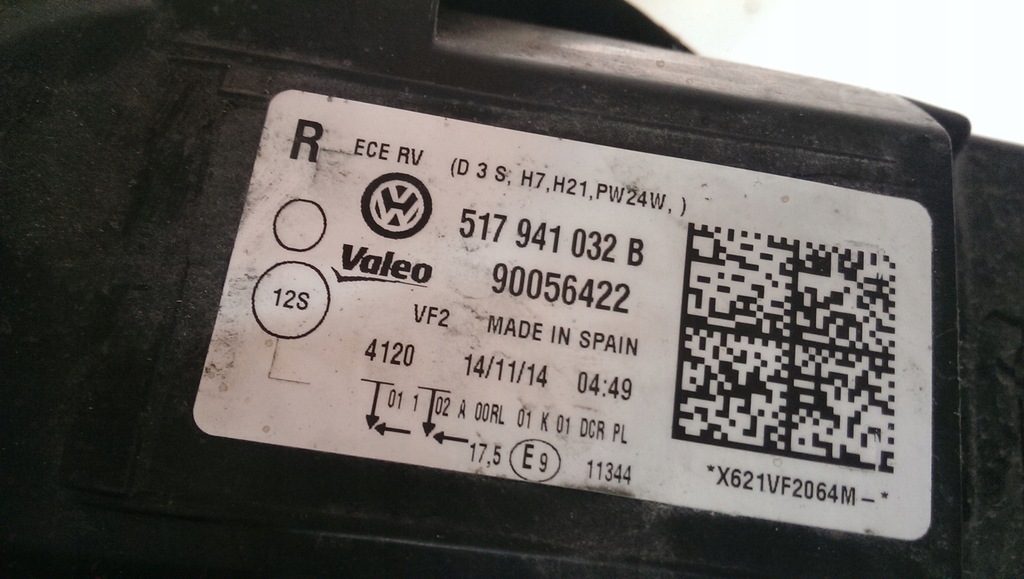 R ECE RV (D 3 S, H7,H21,PW24W, )
VW
517 941 032 B
Valeo
90056422
12S
VF2 MADE IN SPAIN
4120 14/11/14 04:49
01 1 02 A 00RL 01 K 01 DCR PL
17,5 E9 11344
*X621VF2064M-*